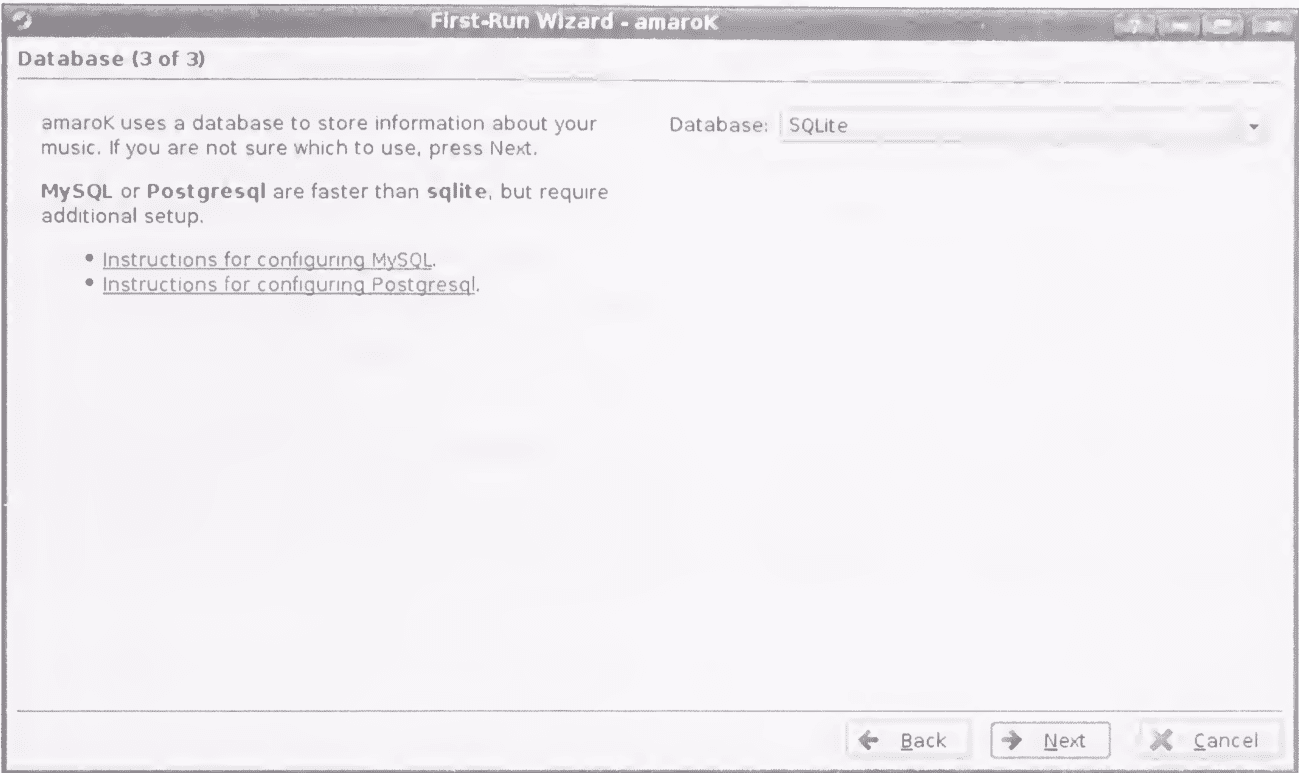 First-Run Wizard - amaroK
Database (3 of 3)
amaroK uses a database to store information about your
music. If you are not sure which to use, press Next.
Database: SQLite
MySQL or Postgresql are faster than sqlite, but require
additional setup.
• Instructions for configuring MySQL.
• Instructions for configuring Postgresql.
Back
Next
Cancel